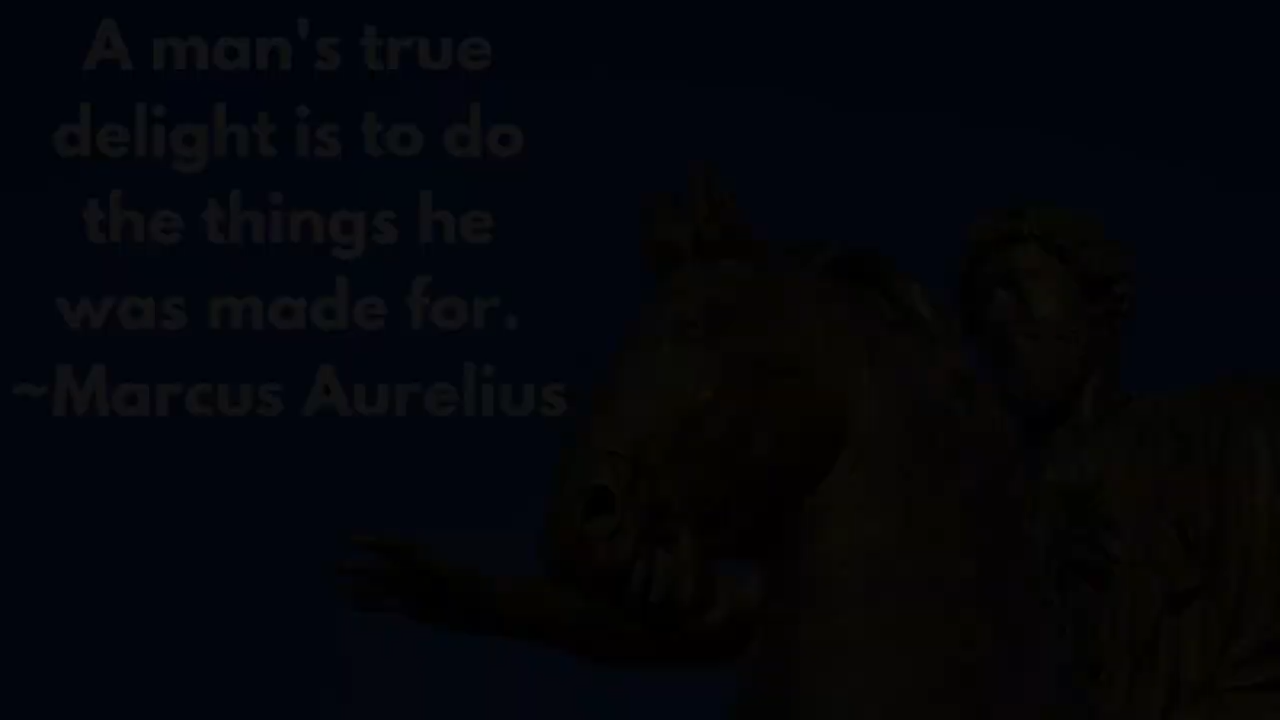 A man's true
delight is to do
the things he
was made for.
~Marcus Aurelius